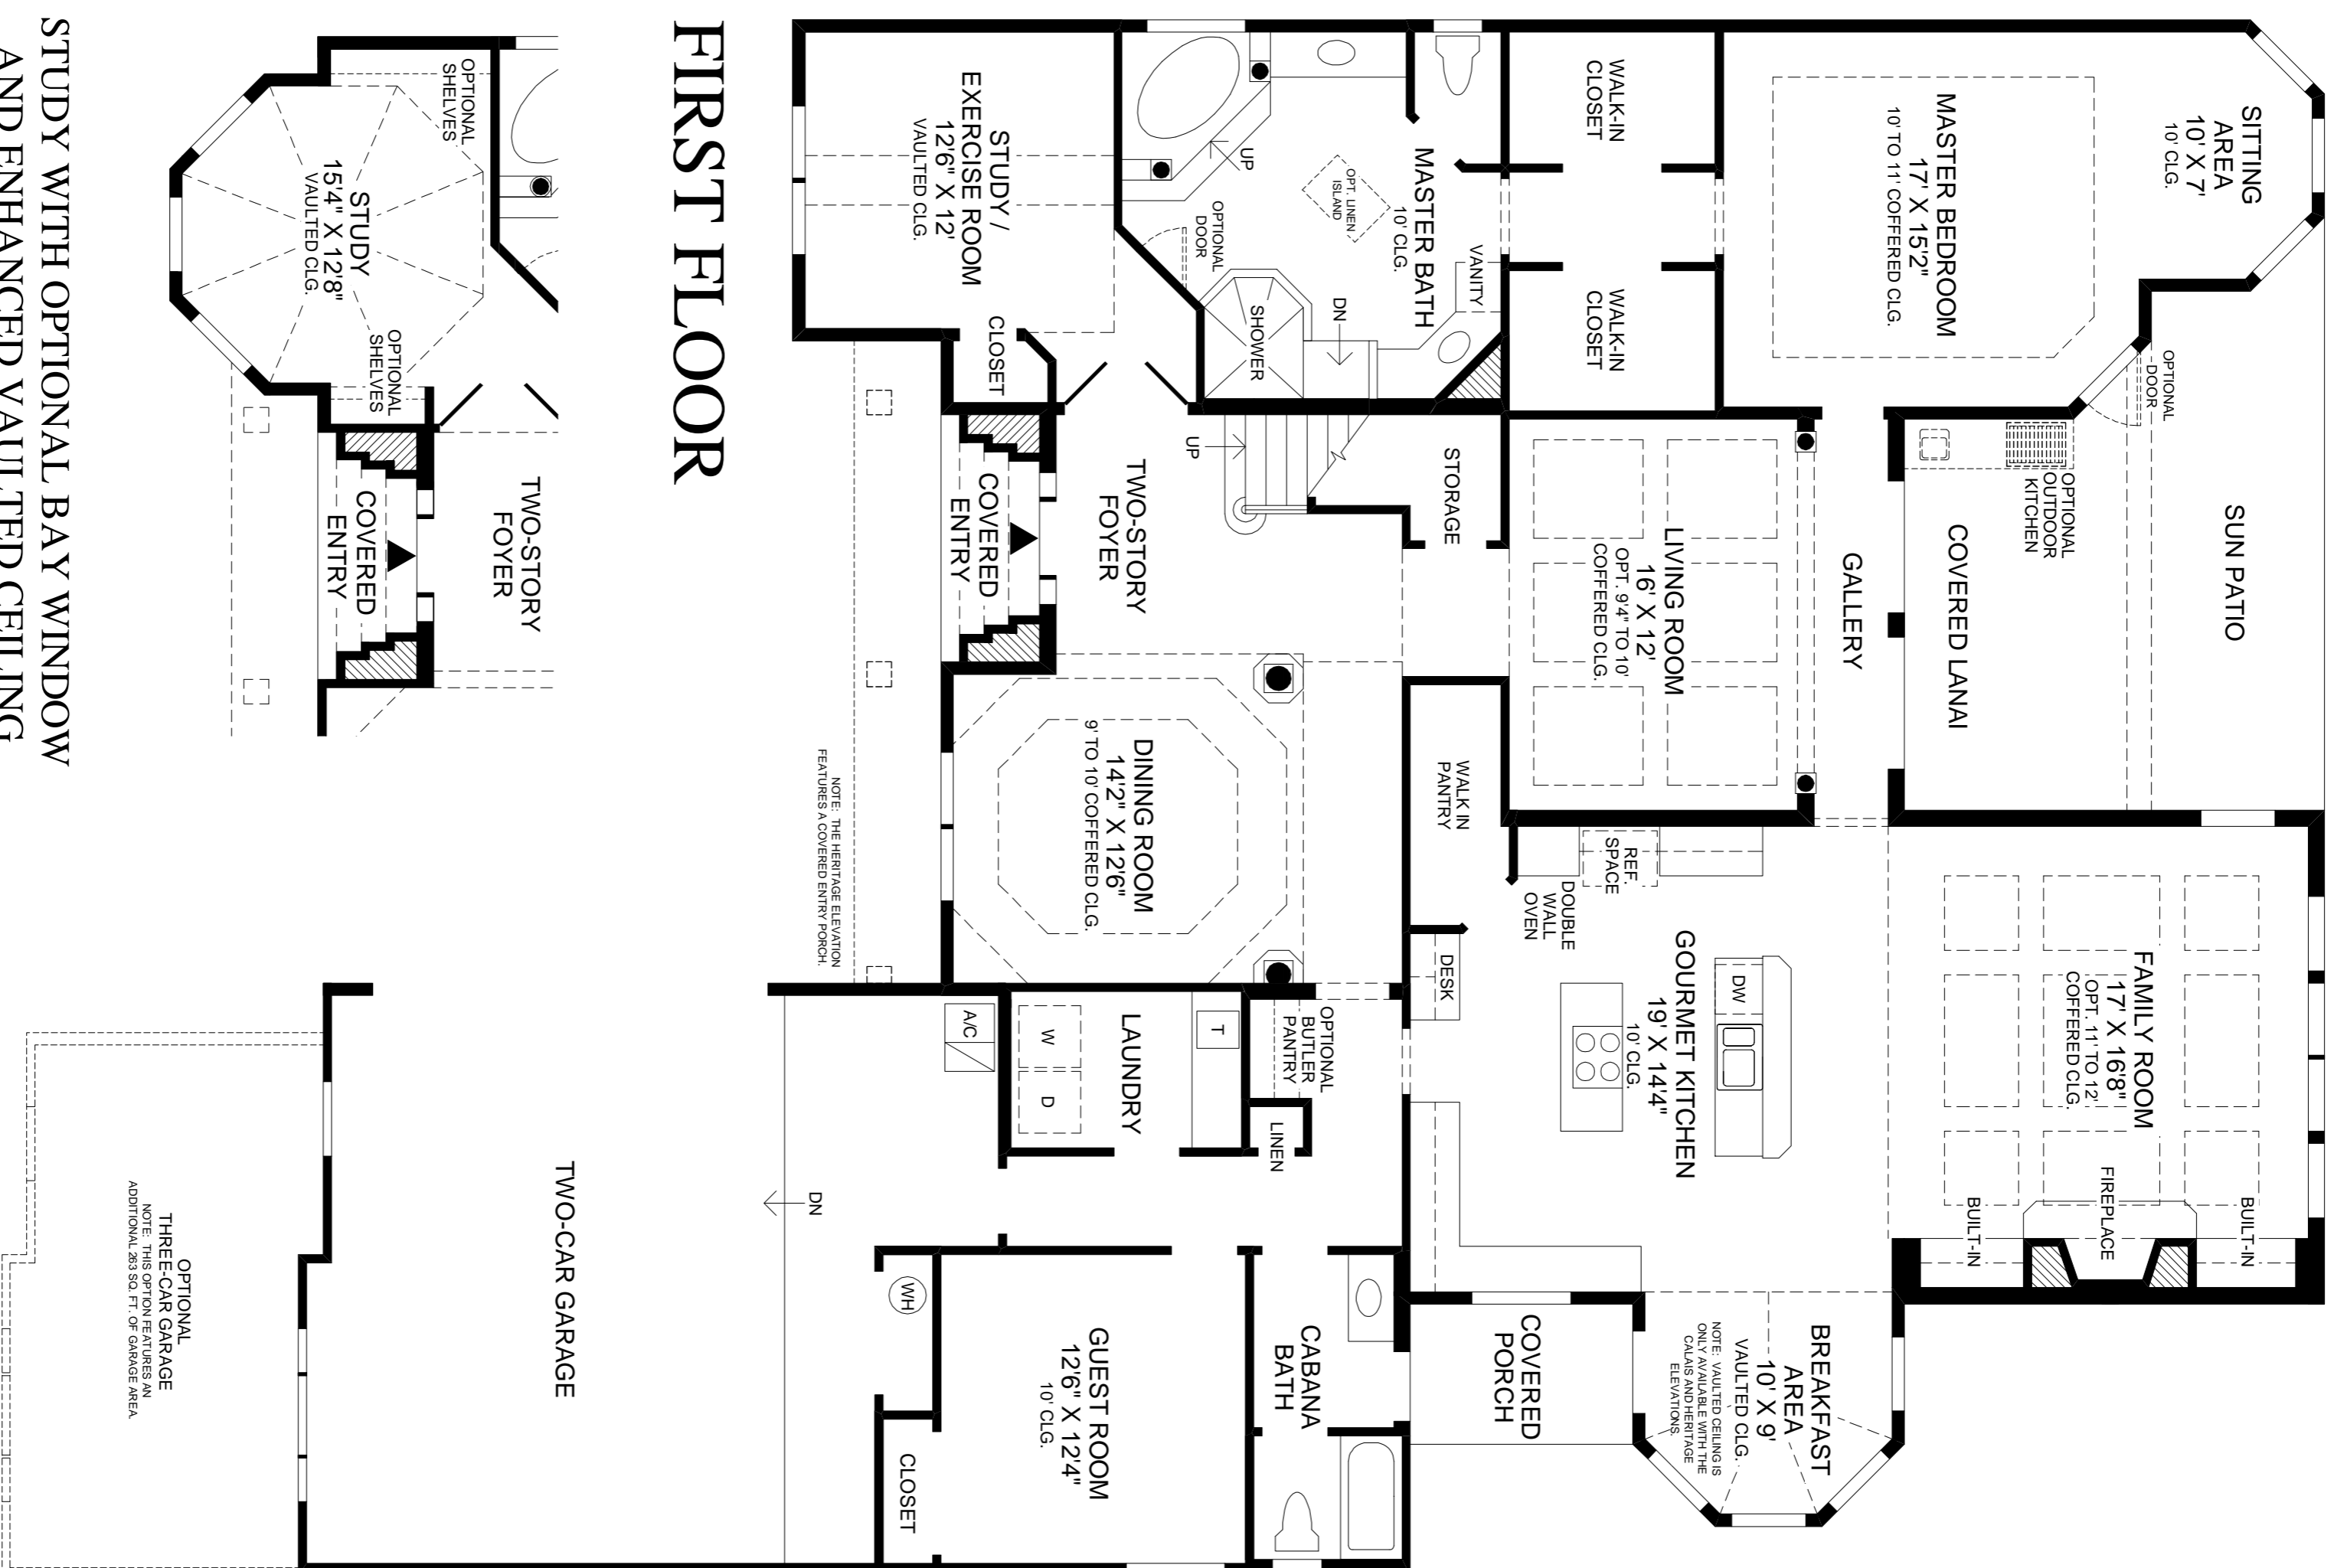 SITTING
AREA
10' X 7'
10' CLG.
MASTER BEDROOM
17' X 15'2"
10' TO 11' COFFERED CLG.
OPTIONAL
DOOR
SUN PATIO
OPTIONAL
OUTDOOR
KITCHEN
COVERED LANAI
GALLERY
FAMILY ROOM
17' X 16'8"
OPT. 11' TO 12'
COFFERED CLG.
BUILT-IN
FIREPLACE
BUILT-IN
WALK-IN
CLOSET
WALK-IN
CLOSET
LIVING ROOM
16' X 12'
OPT. 9'4" TO 10'
COFFERED CLG.
REF.
SPACE
DOUBLE
WALL
OVEN
DW
GOURMET KITCHEN
19' X 14'4"
10' CLG.
BREAKFAST
AREA
10' X 9'
VAULTED CLG.
NOTE: VAULTED CEILING IS
ONLY AVAILABLE WITH THE
CALAIS AND HERITAGE
ELEVATIONS.
MASTER BATH
10' CLG.
VANITY
OPT. LINEN
ISLAND
UP
OPTIONAL
DOOR
SHOWER
DN
STORAGE
WALK IN
PANTRY
DESK
COVERED
PORCH
UP
TWO-STORY
FOYER
OPTIONAL
BUTLER
PANTRY
LINEN
CABANA
BATH
STUDY /
EXERCISE ROOM
12'6" X 12'
VAULTED CLG.
CLOSET
COVERED
ENTRY
DINING ROOM
14'2" X 12'6"
9' TO 10' COFFERED CLG.
T
LAUNDRY
W
D
A/C
GUEST ROOM
12'6" X 12'4"
10' CLG.
WH
CLOSET
NOTE: THE HERITAGE ELEVATION
FEATURES A COVERED ENTRY PORCH.
DN
TWO-CAR GARAGE
FIRST FLOOR
OPTIONAL
SHELVES
STUDY
15'4" X 12'8"
VAULTED CLG.
OPTIONAL
SHELVES
TWO-STORY
FOYER
COVERED
ENTRY
OPTIONAL
THREE-CAR GARAGE
NOTE: THIS OPTION FEATURES AN
ADDITIONAL 263 SQ. FT. OF GARAGE AREA.
STUDY WITH OPTIONAL BAY WINDOW
AND ENHANCED VAULTED CEILING